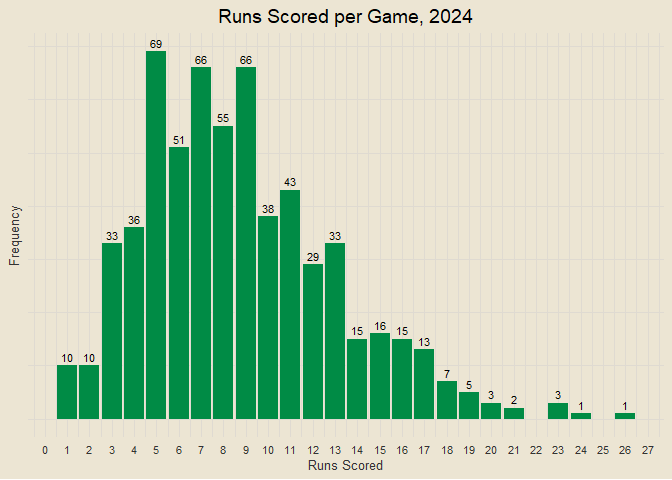 Runs Scored per Game, 2024
Frequency
10 10 33 36 69 51 66 55 66 38 43 29 33 15 16 15 13 7 5 3 2 3 1 1
0 1 2 3 4 5 6 7 8 9 10 11 12 13 14 15 16 17 18 19 20 21 22 23 24 25 26 27
Runs Scored